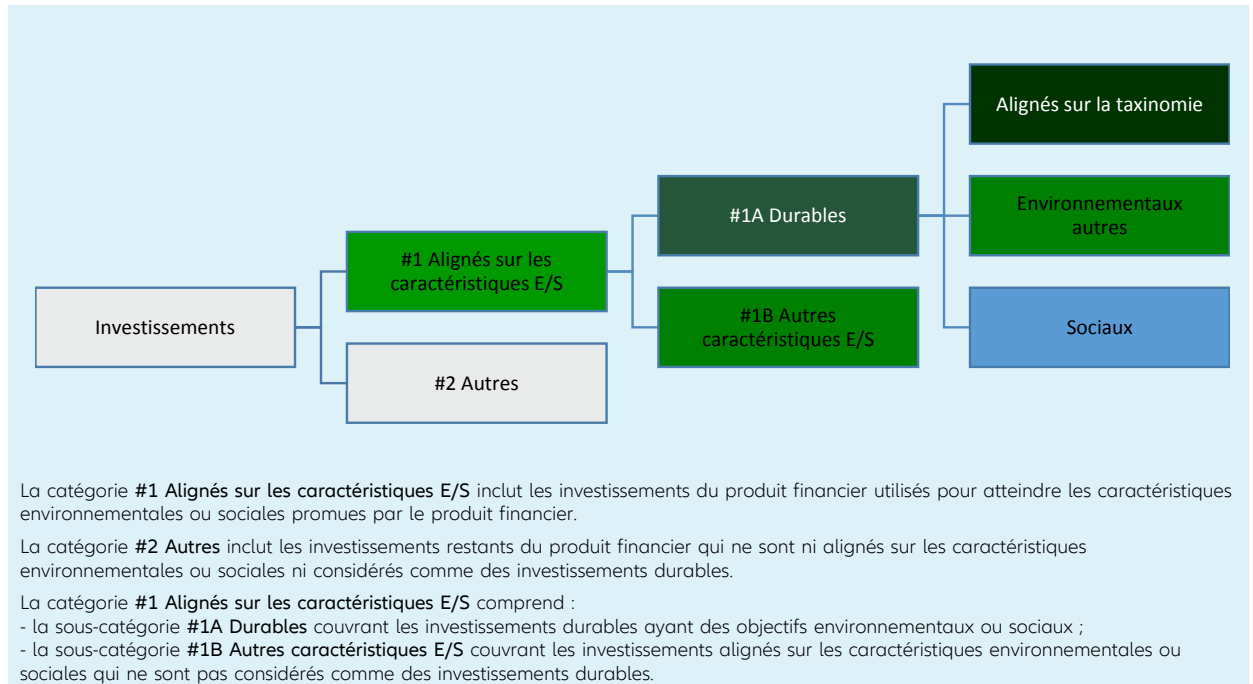 Alignés sur la taxinomie
#1A Durables
Environnementaux
autres
#1 Alignés sur les
caractéristiques E/S
Investissements
#1B Autres
caractéristiques E/S
Sociaux
#2 Autres
La catégorie #1 Alignés sur les caractéristiques E/S inclut les investissements du produit financier utilisés pour atteindre les caractéristiques
environnementales ou sociales promues par le produit financier.
La catégorie #2 Autres inclut les investissements restants du produit financier qui ne sont ni alignés sur les caractéristiques
environnementales ou sociales ni considérés comme des investissements durables.
La catégorie #1 Alignés sur les caractéristiques E/S comprend :
- la sous-catégorie #1A Durables couvrant les investissements durables ayant des objectifs environnementaux ou sociaux ;
- la sous-catégorie #1B Autres caractéristiques E/S couvrant les investissements alignés sur les caractéristiques environnementales ou
sociales qui ne sont pas considérés comme des investissements durables.